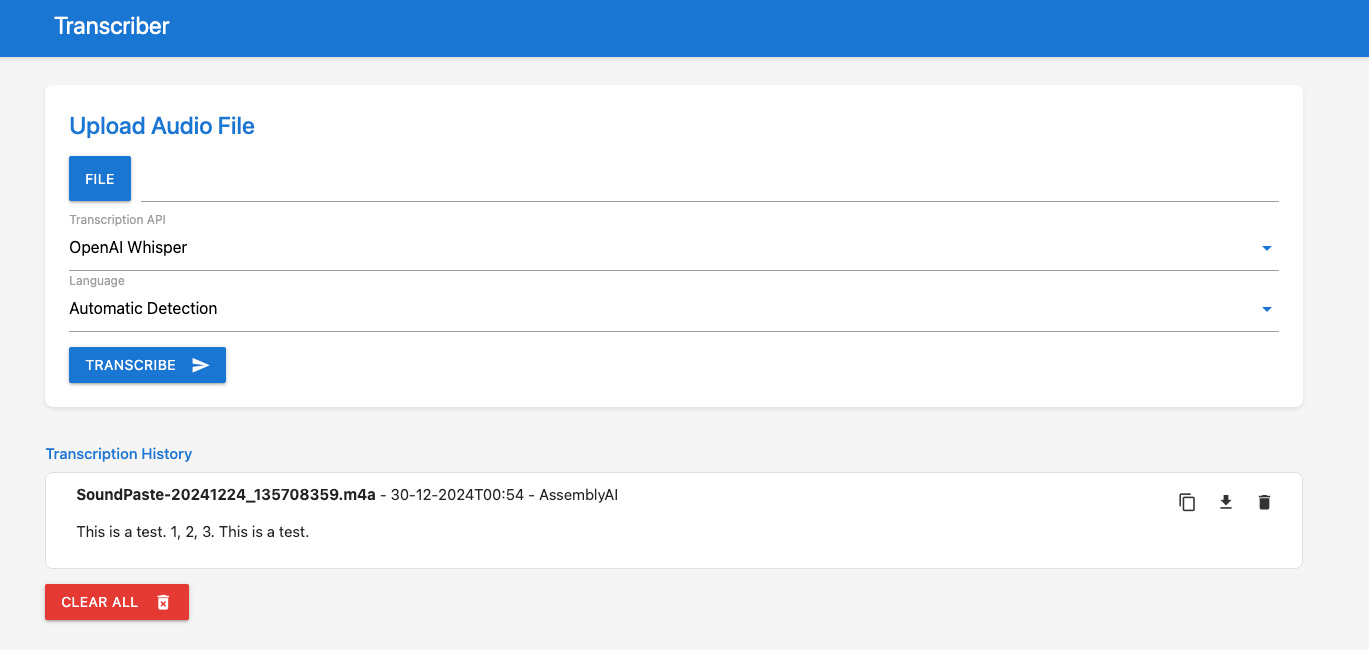 Transcriber
Upload Audio File
FILE
Transcription API
OpenAI Whisper
Language
Automatic Detection
TRANSCRIBE
Transcription History
SoundPaste-20241224_135708359.m4a - 30-12-2024T00:54 - AssemblyAI
This is a test. 1, 2, 3. This is a test.
CLEAR ALL